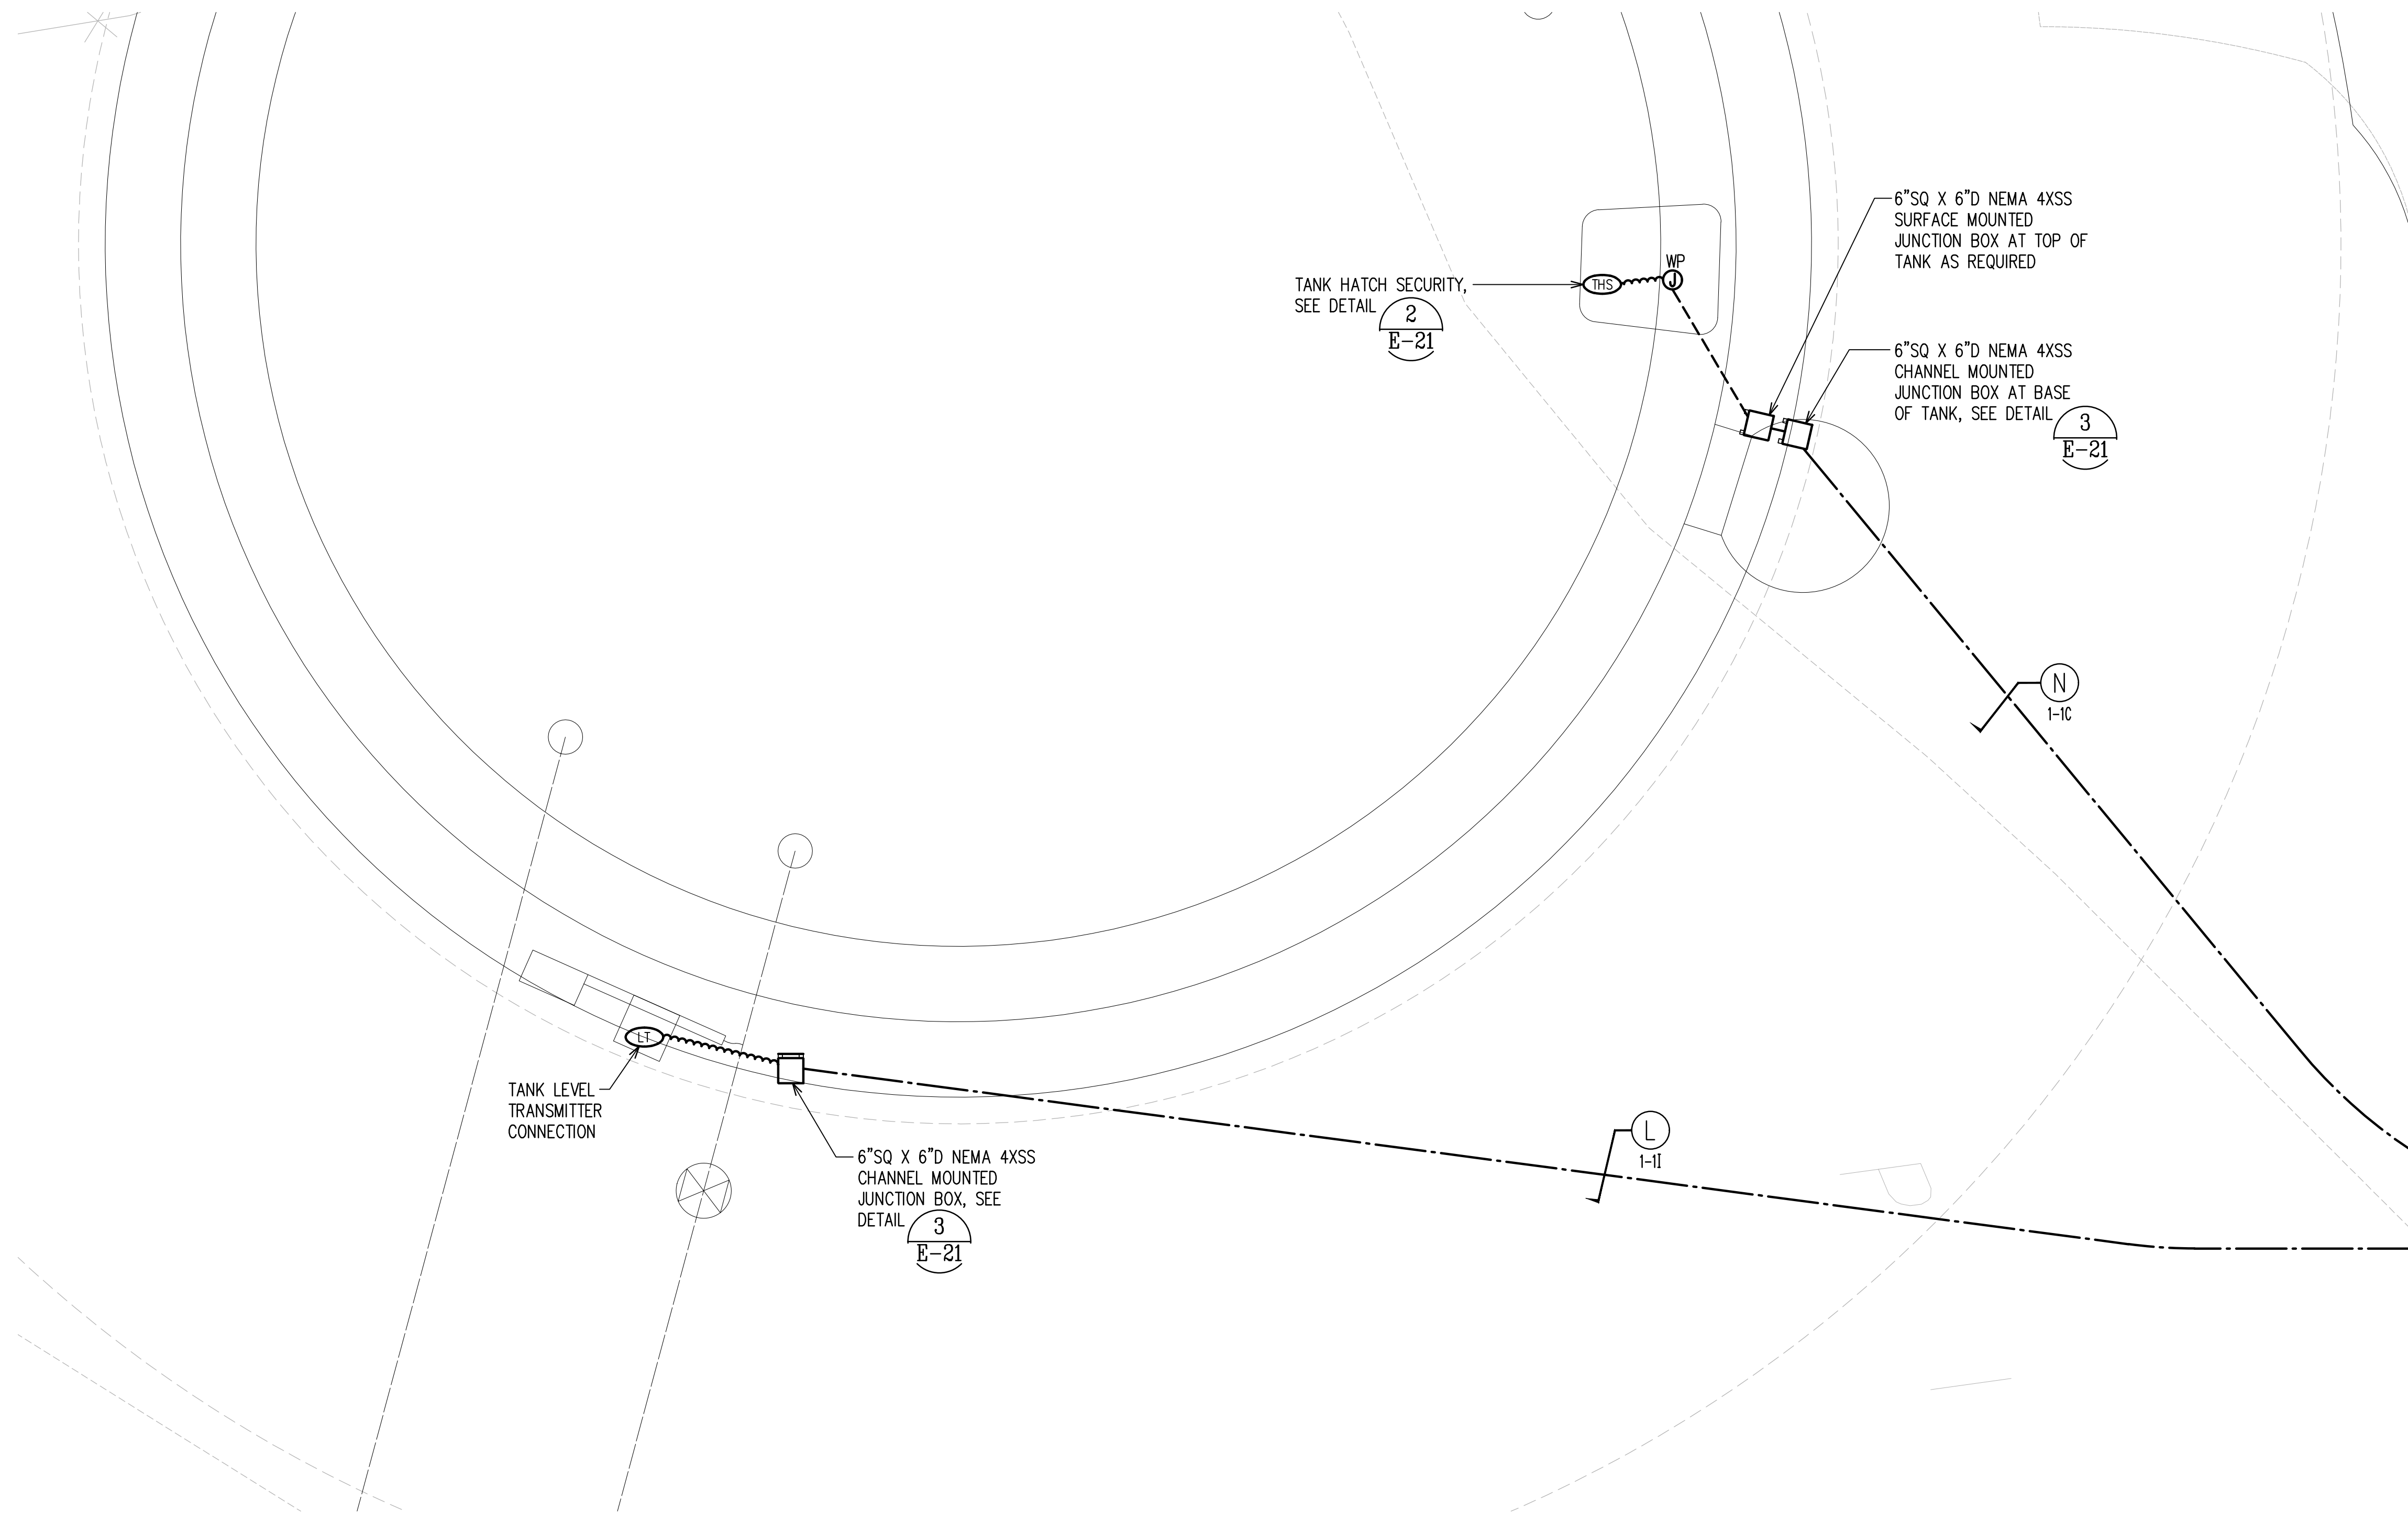 6"SQ X 6"D NEMA 4XSS
SURFACE MOUNTED
JUNCTION BOX AT TOP OF
TANK AS REQUIRED
WP
J
THS
TANK HATCH SECURITY,
SEE DETAIL
2
E-21
6"SQ X 6"D NEMA 4XSS
CHANNEL MOUNTED
JUNCTION BOX AT BASE
OF TANK, SEE DETAIL
3
E-21
N
1-1C
LT
TANK LEVEL
TRANSMITTER
CONNECTION
L
1-1I
6"SQ X 6"D NEMA 4XSS
CHANNEL MOUNTED
JUNCTION BOX, SEE
DETAIL
3
E-21